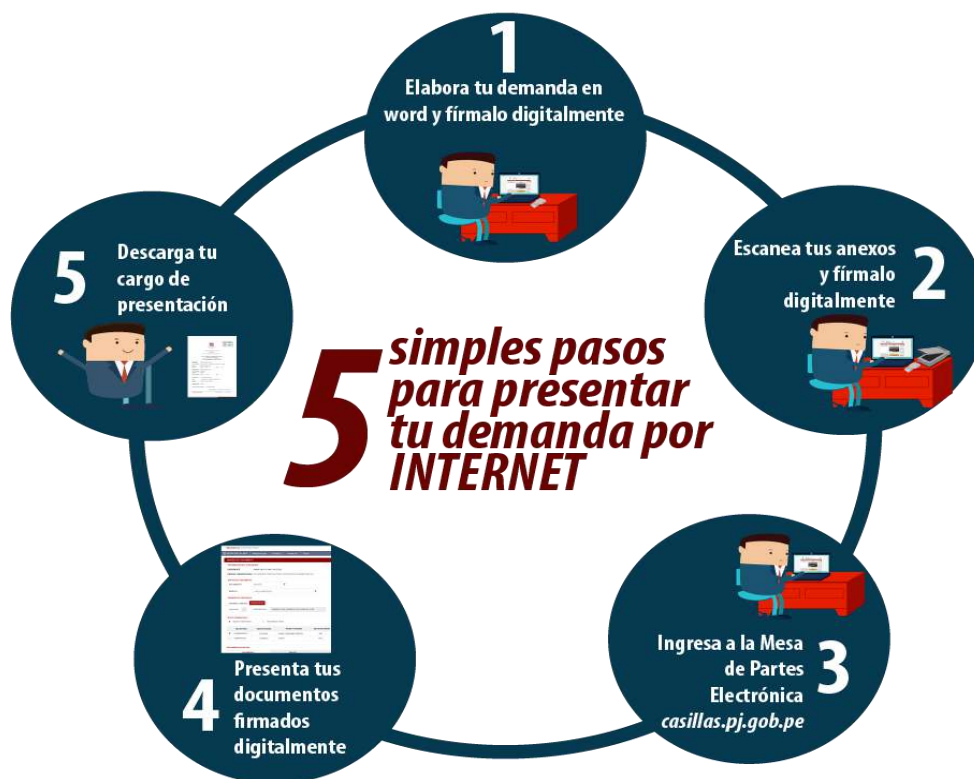 1
Elabora tu demanda en
word y fírmalo digitalmente
Escanea tus anexos
y fírmalo
digitalmente
2
Ingresa a la Mesa
de Partes
Electrónica
casillas.pj.gob.pe
3
4
Presenta tus
documentos
firmados
digitalmente
5
Descarga tu
cargo de
presentación
5
simples pasos
para presentar
tu demanda por
INTERNET